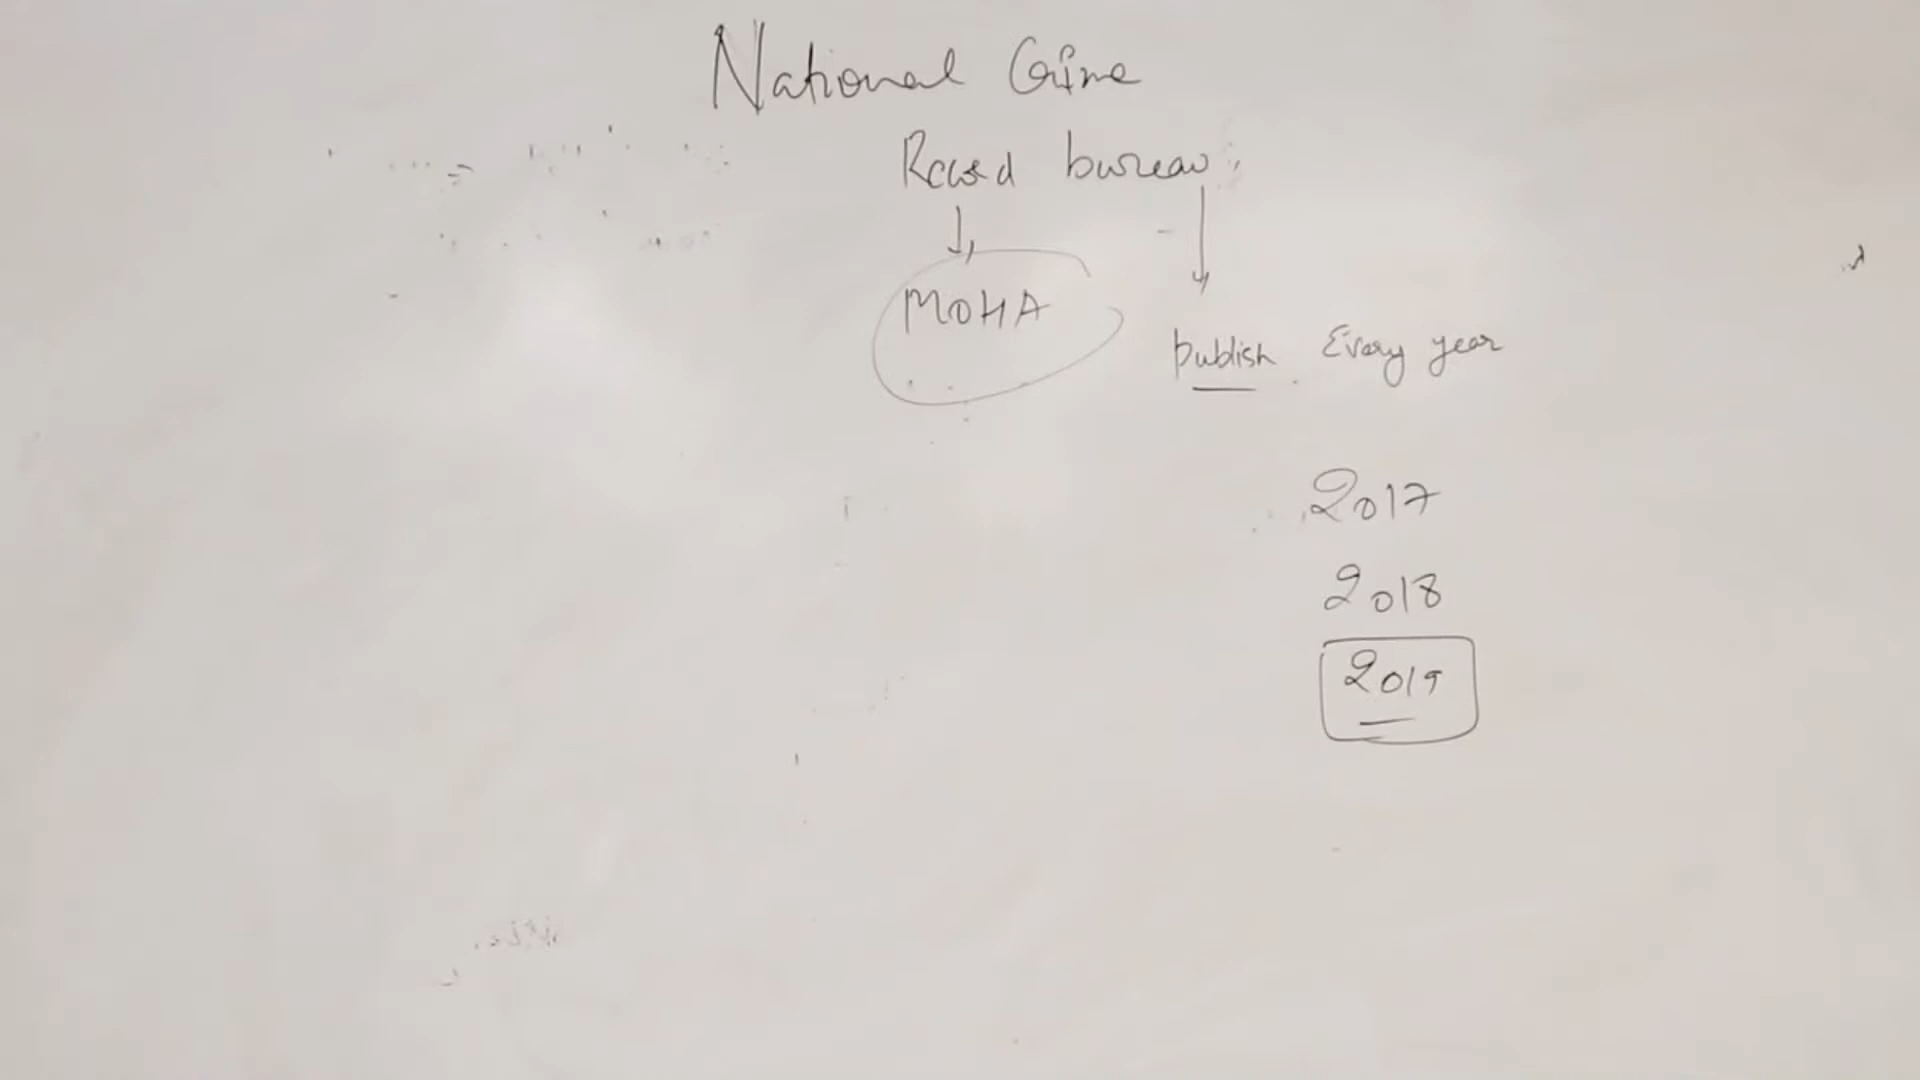 National Crime
Record bureau
MOHA
publish Every year
2017
2018
2019